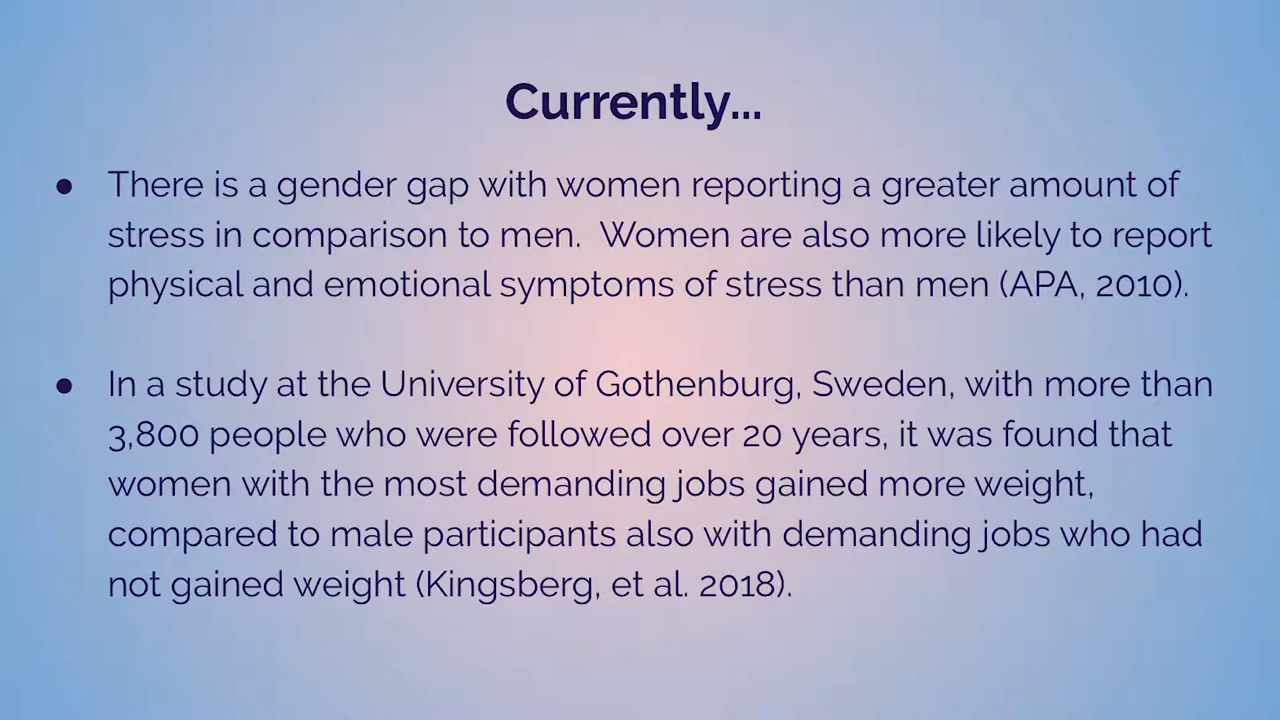 Currently...
● There is a gender gap with women reporting a greater amount of
stress in comparison to men.  Women are also more likely to report
physical and emotional symptoms of stress than men (APA, 2010).
● In a study at the University of Gothenburg, Sweden, with more than
3,800 people who were followed over 20 years, it was found that
women with the most demanding jobs gained more weight,
compared to male participants also with demanding jobs who had
not gained weight (Kingsberg, et al. 2018).